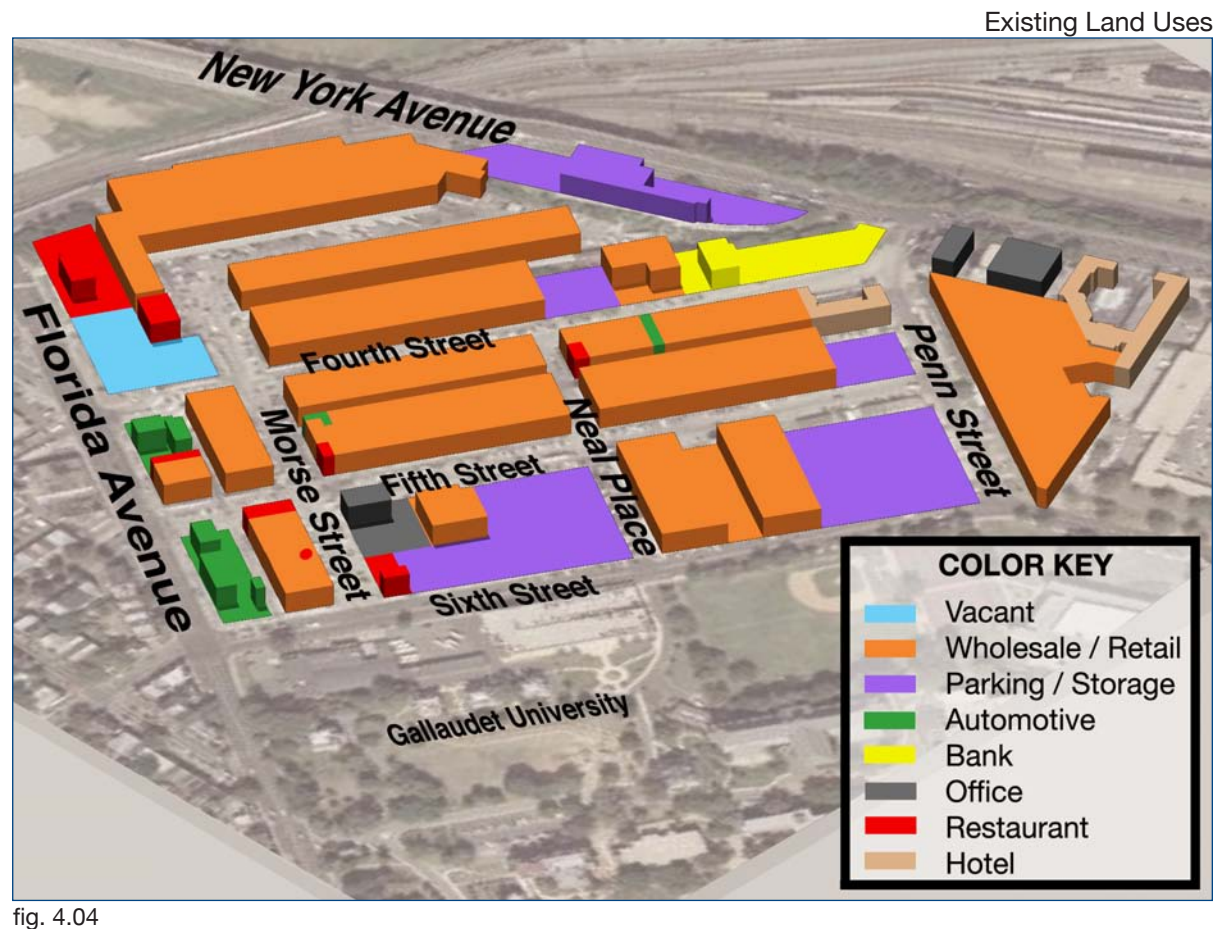 Existing Land Uses
New York Avenue
Florida Avenue
Fourth Street
Morse Street
Fifth Street
Neal Place
Penn Street
Sixth Street
Gallaudet University
COLOR KEY
Vacant
Wholesale / Retail
Parking / Storage
Automotive
Bank
Office
Restaurant
Hotel
fig. 4.04